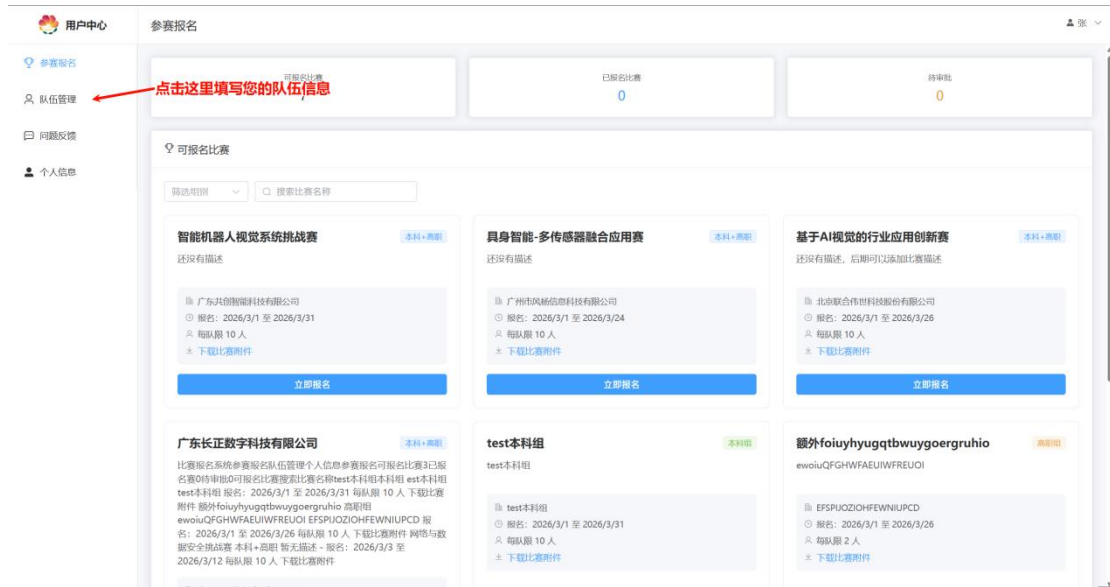 用户中心
参赛报名
张
参赛报名
队伍管理
问题反馈
个人信息
点击这里填写您的队伍信息
可报名比赛
7
已报名比赛
0
待审批
0
可报名比赛
筛选组别
搜索比赛名称
智能机器人视觉系统挑战赛
本科+高职
还没有描述
广东共创智能科技有限公司
报名：2026/3/1 至 2026/3/31
每队限 10 人
下载比赛附件
立即报名
具身智能-多传感器融合应用赛
本科+高职
还没有描述
广州市风杨信息科技有限公司
报名：2026/3/1 至 2026/3/24
每队限 10 人
下载比赛附件
立即报名
基于AI视觉的行业应用创新赛
本科+高职
还没有描述，后期可以添加比赛描述
北京联合伟世科技股份有限公司
报名：2026/3/1 至 2026/3/26
每队限 10 人
下载比赛附件
立即报名
广东长正数字科技有限公司
本科+高职
比赛报名系统参赛报名队伍管理个人信息参赛报名可报名比赛3已报
名赛0待审批0可报名比赛搜索比赛名称test本科组本科组 est本科组
test本科组 报名：2026/3/1 至 2026/3/31 每队限 10 人 下载比赛
附件 额外foiuyhyugqtbwuygoergruhio 高职组
ewoiuQFGHWFAEUIWFREUOI EFSPIJOZIOHFEWNIUPCD 报
名：2026/3/1 至 2026/3/26 每队限 10 人 下载比赛附件 网络与数
据安全挑战赛 本科+高职 暂无描述 - 报名：2026/3/3 至
2026/3/12 每队限 10 人 下载比赛附件
test本科组
本科组
test本科组
test本科组
报名：2026/3/1 至 2026/3/31
每队限 10 人
下载比赛附件
额外foiuyhyugqtbwuygoergruhio
高职组
ewoiuQFGHWFAEUIWFREUOI
EFSPIJOZIOHFEWNIUPCD
报名：2026/3/1 至 2026/3/26
每队限 2 人
下载比赛附件